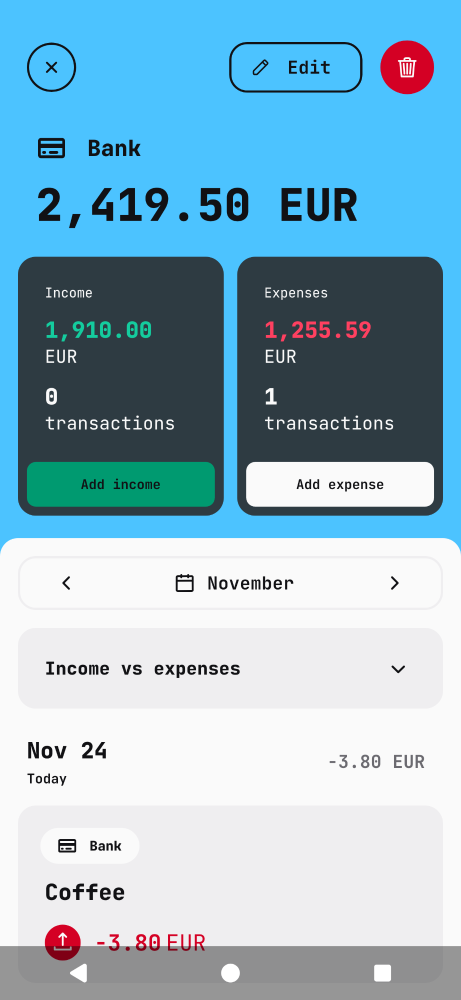 Edit
Bank
2,419.50 EUR
Income
1,910.00
EUR
0
transactions
Add income
Expenses
1,255.59
EUR
1
transactions
Add expense
November
Income vs expenses
Nov 24
Today
-3.80 EUR
Bank
Coffee
-3.80 EUR